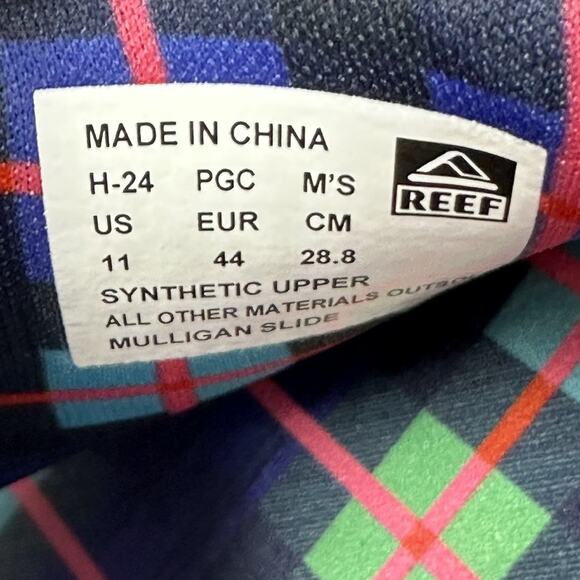 MADE IN CHINA
H-24 PGC M'S
US EUR CM
11 44 28.8
REEF
SYNTHETIC UPPER
ALL OTHER MATERIALS
MULLIGAN SLIDE